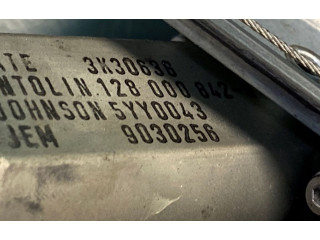 ATE 3K30636
NTOLIN.128 000 842
JOHNSON 5YY0043
JEM 9030256